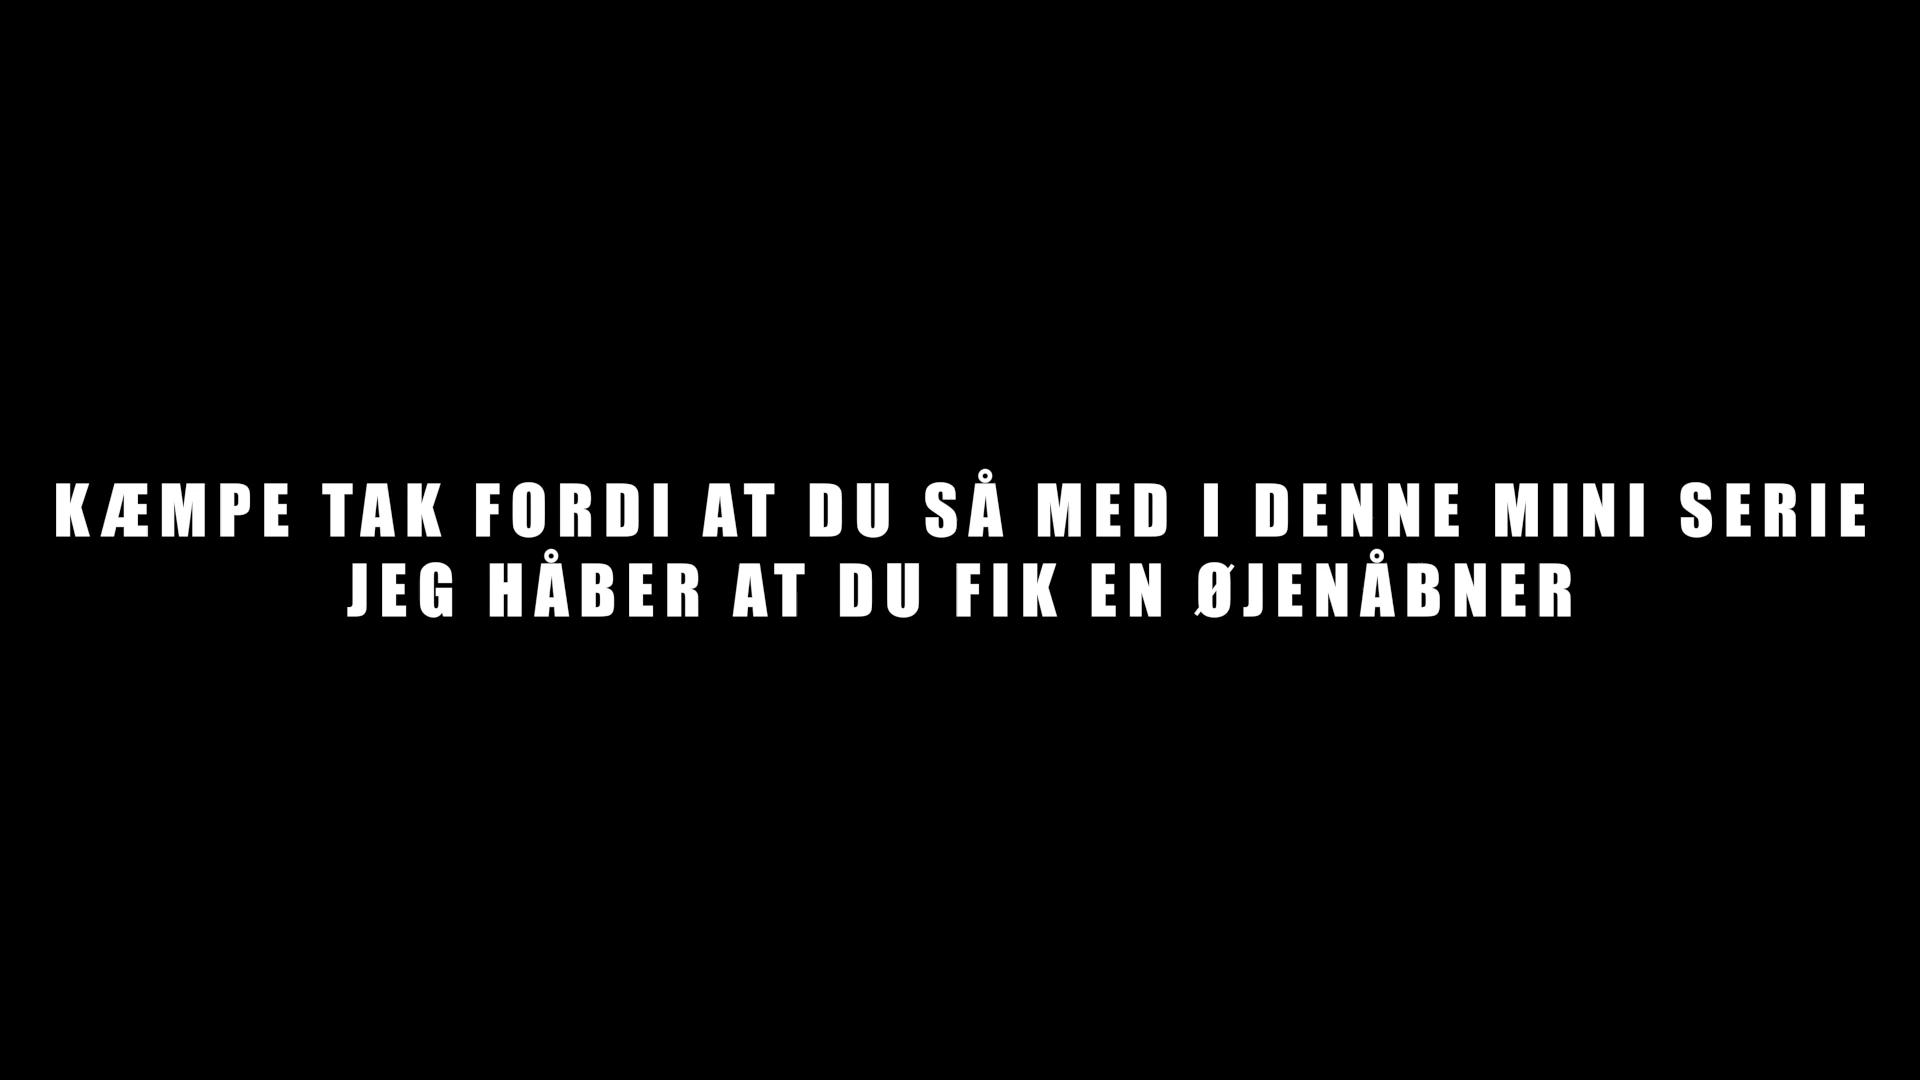 KÆMPE TAK FORDI AT DU SÅ MED I DENNE MINI SERIE
JEG HÅBER AT DU FIK EN ØJENÅBNER